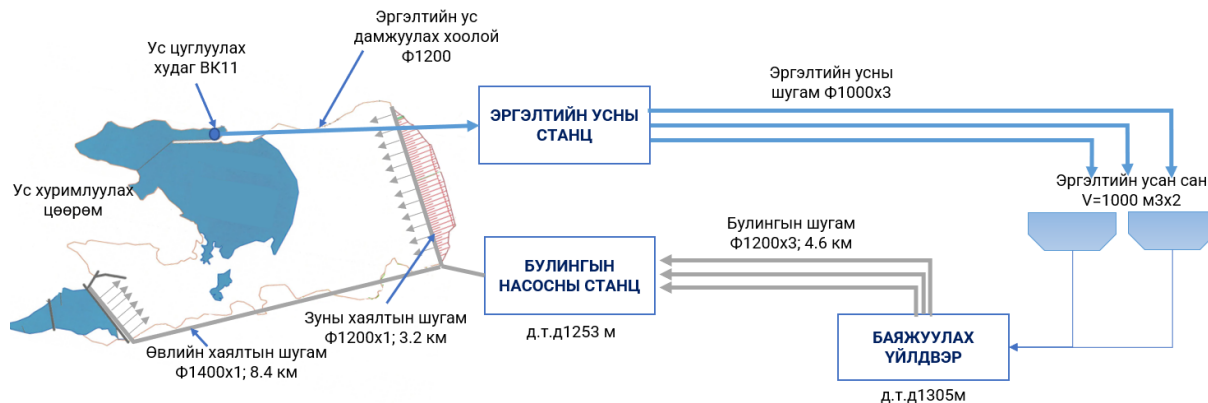 Эргэлтийн ус
дамжуулах хоолой
Ф1200
Ус цуглуулах
худаг ВК11
Эргэлтийн усны
шугам Ф1000х3
ЭРГЭЛТИЙН УСНЫ
СТАНЦ
Ус хуримлуулах
цөөрөм
Эргэлтийн усан сан
V=1000 м3х2
Булингын шугам
Ф1200х3; 4.6 км
БУЛИНГЫН
НАСОСНЫ СТАНЦ
д.т.д1253 м
Зуны хаялтын шугам
Ф1200х1; 3.2 км
Өвлийн хаялтын шугам
Ф1400х1; 8.4 км
БАЯЖУУЛАХ
ҮЙЛДВЭР
д.т.д1305м